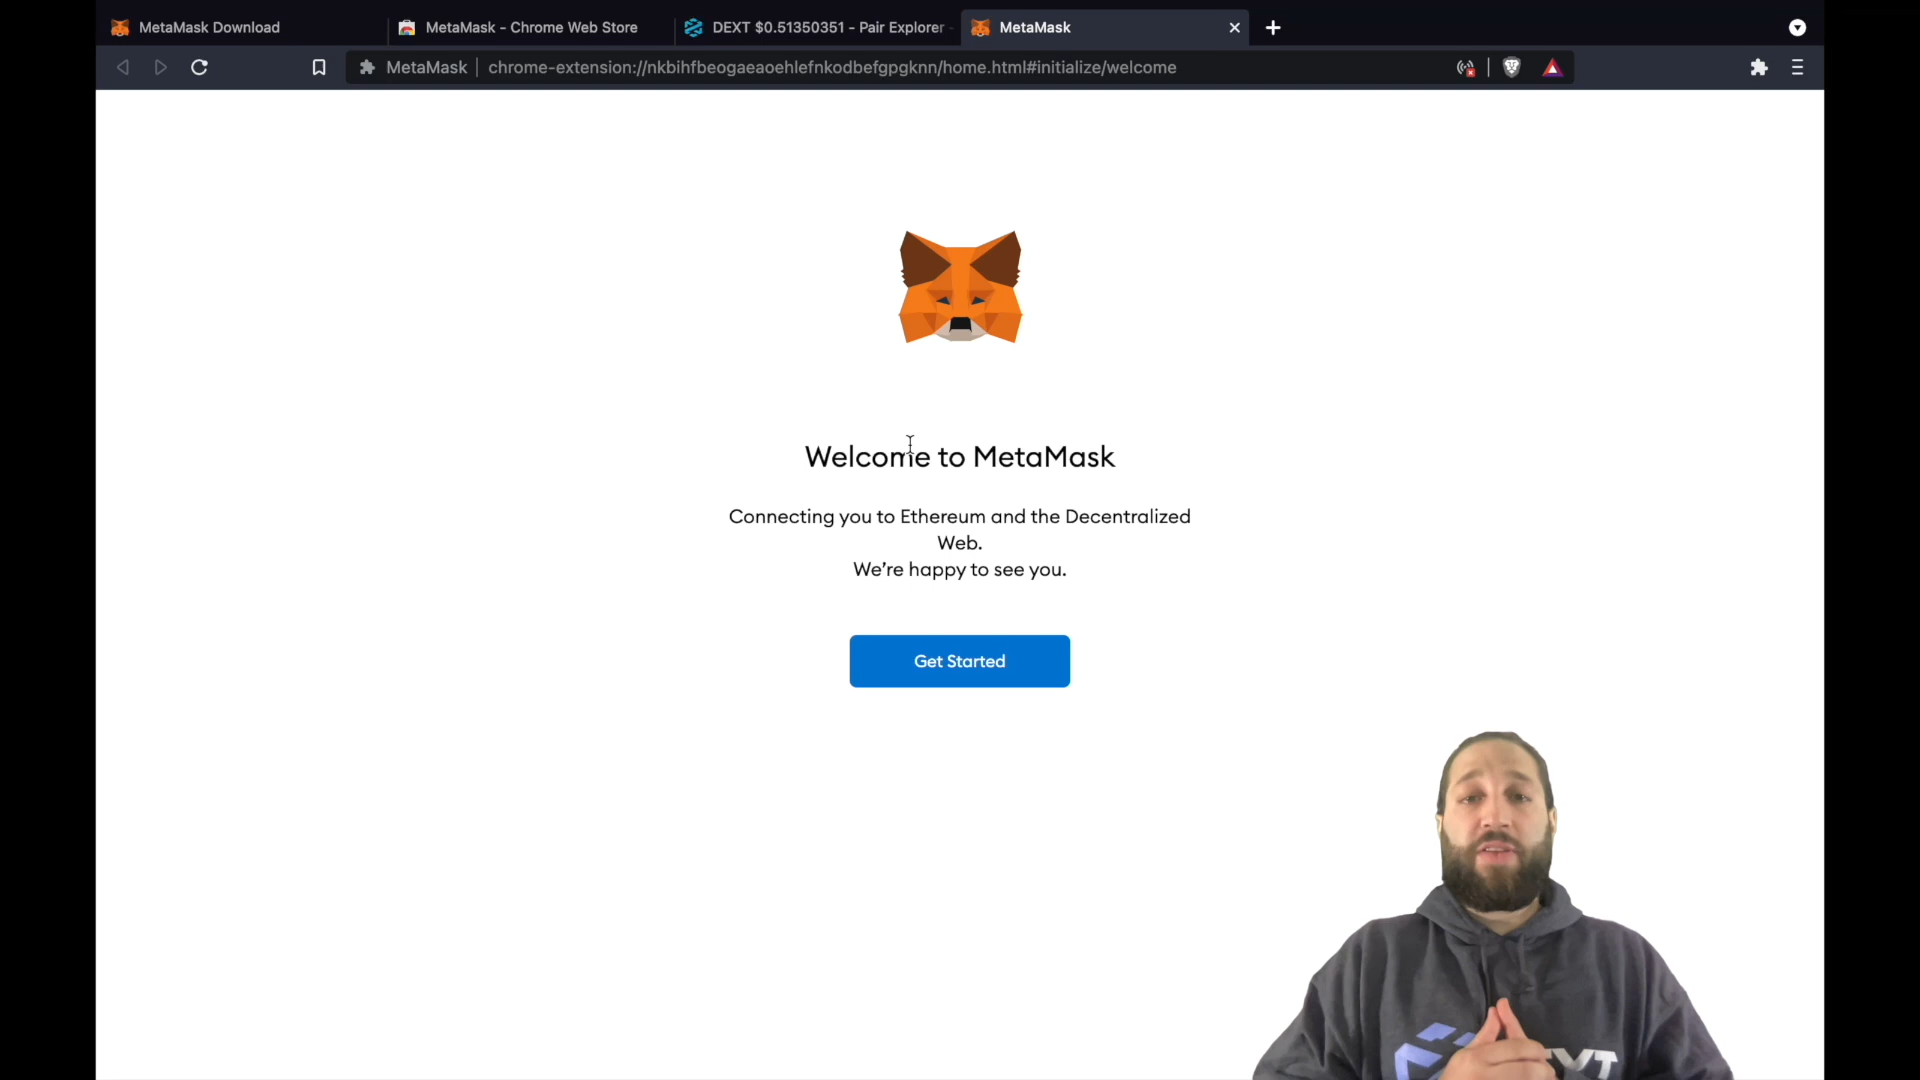 MetaMask Download
MetaMask - Chrome Web Store
DEXT $0.51350351 - Pair Explorer
MetaMask
MetaMask | chrome-extension://nkbihfbeogaeaoehlefnkodbefgpgknn/home.html#initialize/welcome
Welcome to MetaMask
Connecting you to Ethereum and the Decentralized
Web.
We're happy to see you.
Get Started